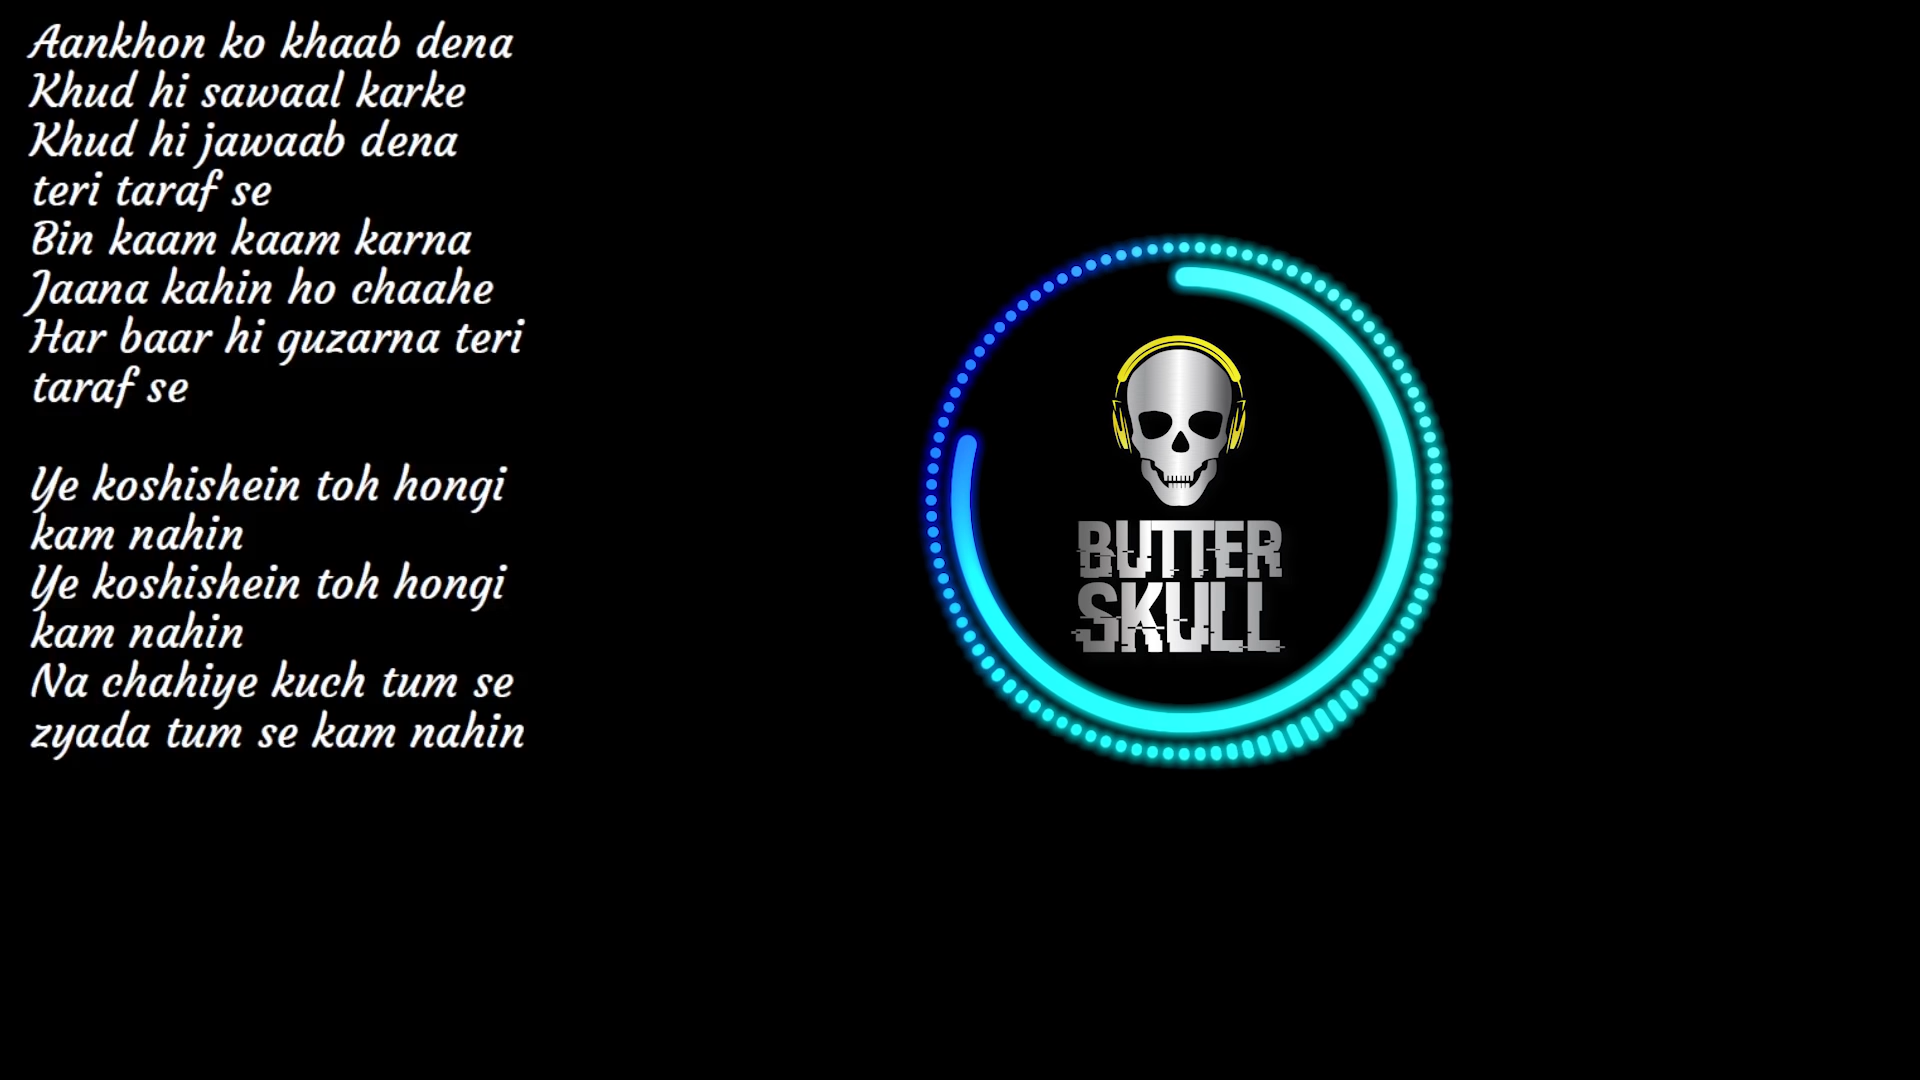 Aankhon ko khaab dena
Khud hi sawaal karke
Khud hi jawaab dena
teri taraf se
Bin kaam kaam karna
Jaana kahin ho chaahe
Har baar hi guzarna teri
taraf se
Ye koshishein toh hongi
kam nahin
Ye koshishein toh hongi
kam nahin
Na chahiye kuch tum se
zyada tum se kam nahin
BUTTER
SKULL